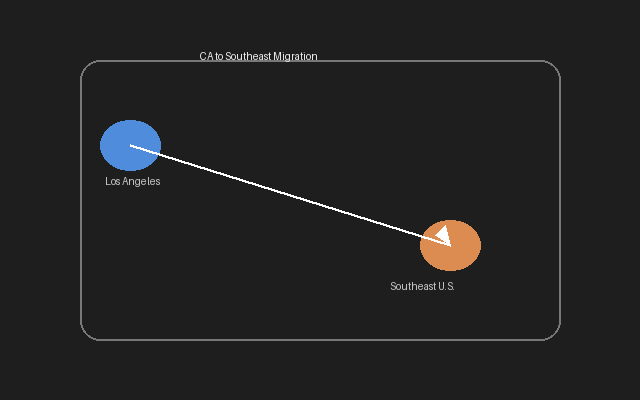 CA to Southeast Migration
Los Angeles
Southeast U.S.